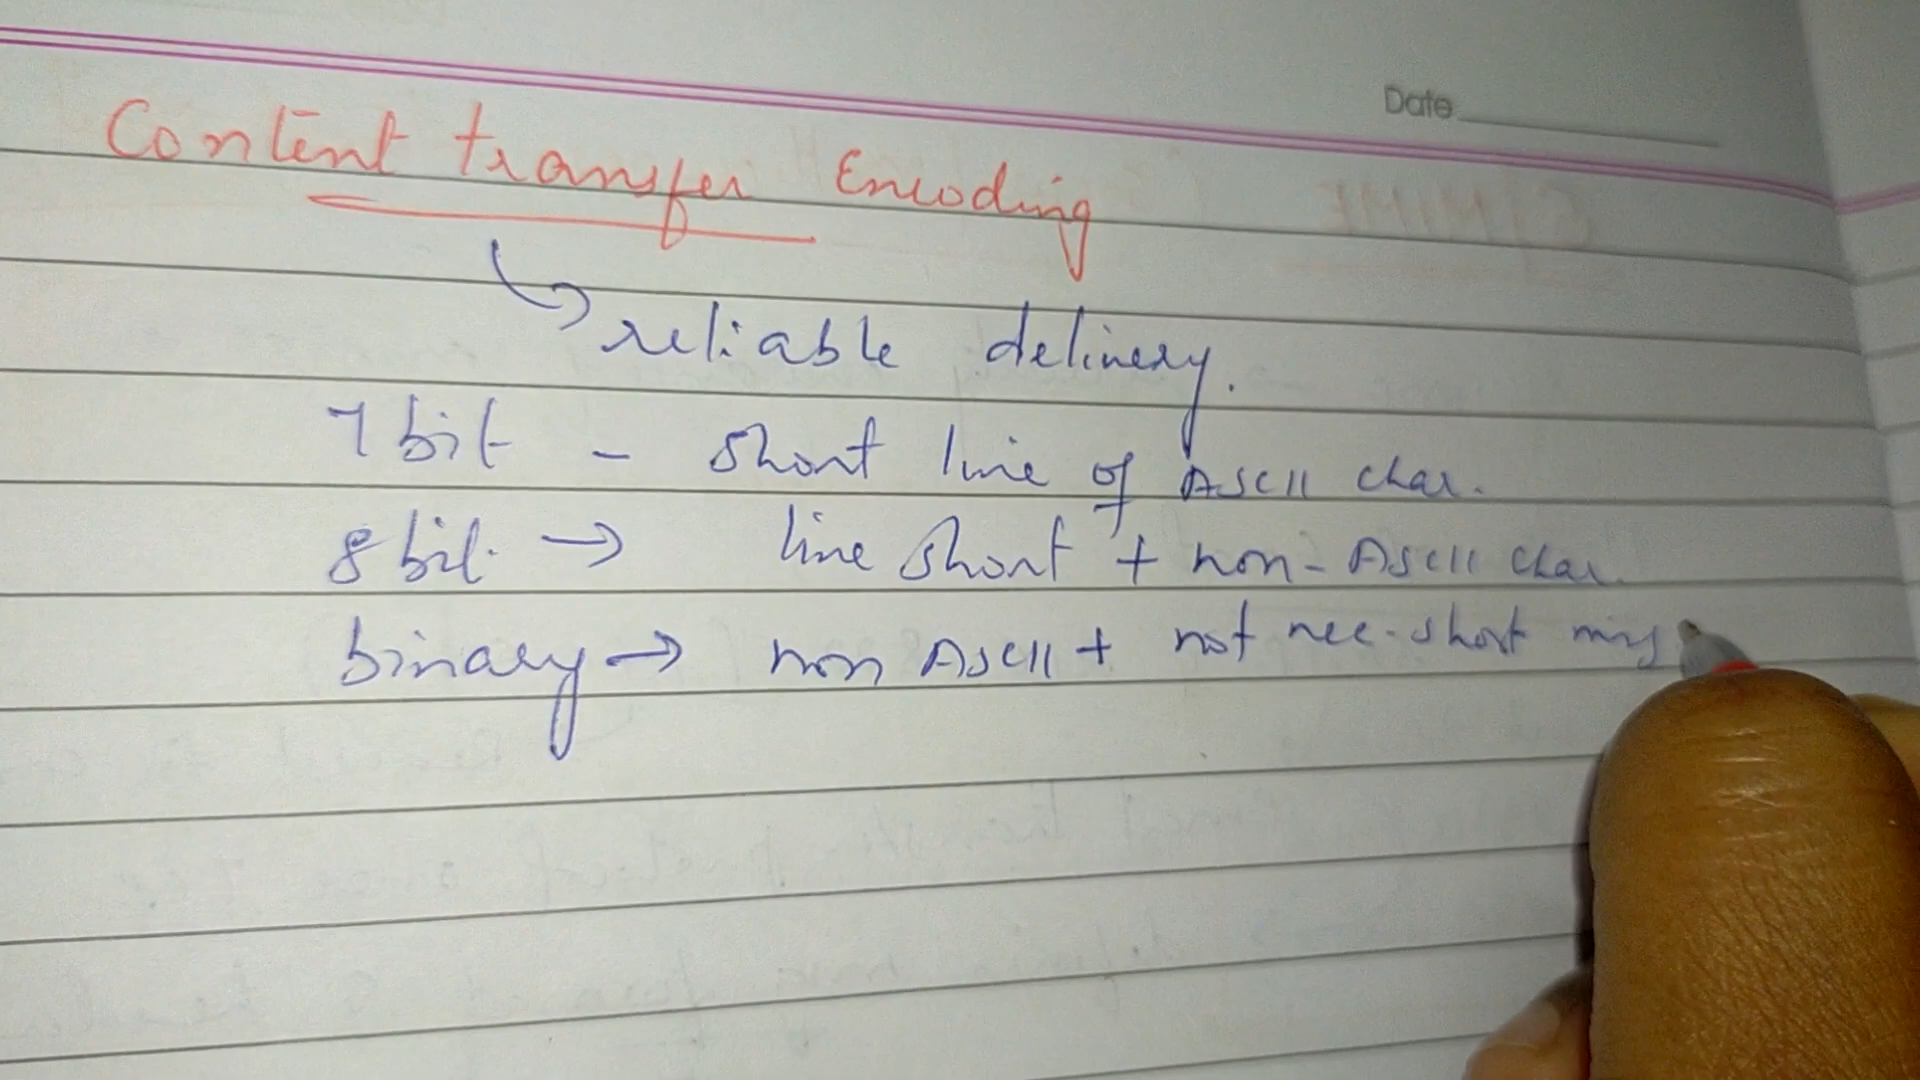 Date
Content transfer Encoding
reliable delivery.
7 bit - Short line of ASCII char.
8 bit. → line short + non-ASCII char.
binary → non ASCII + not nec. short